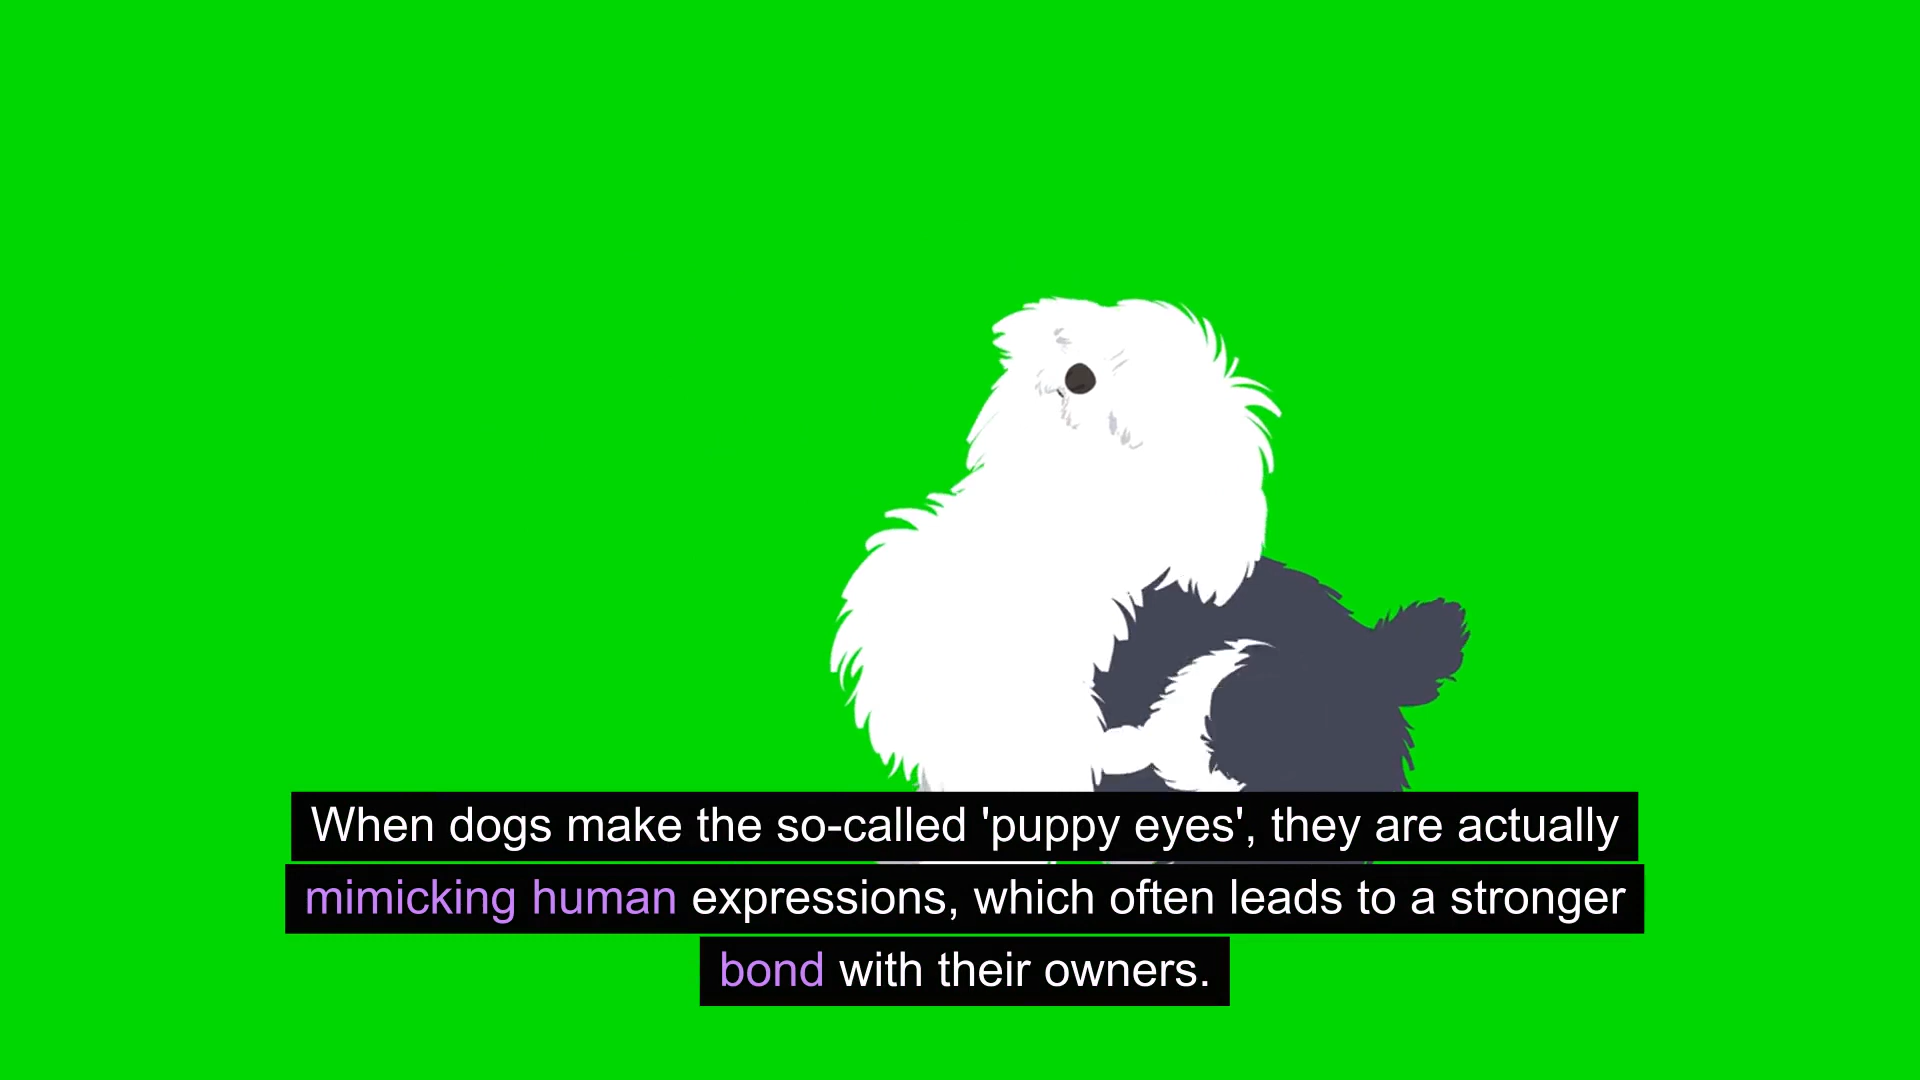 When dogs make the so-called 'puppy eyes', they are actually
mimicking human expressions, which often leads to a stronger
bond with their owners.